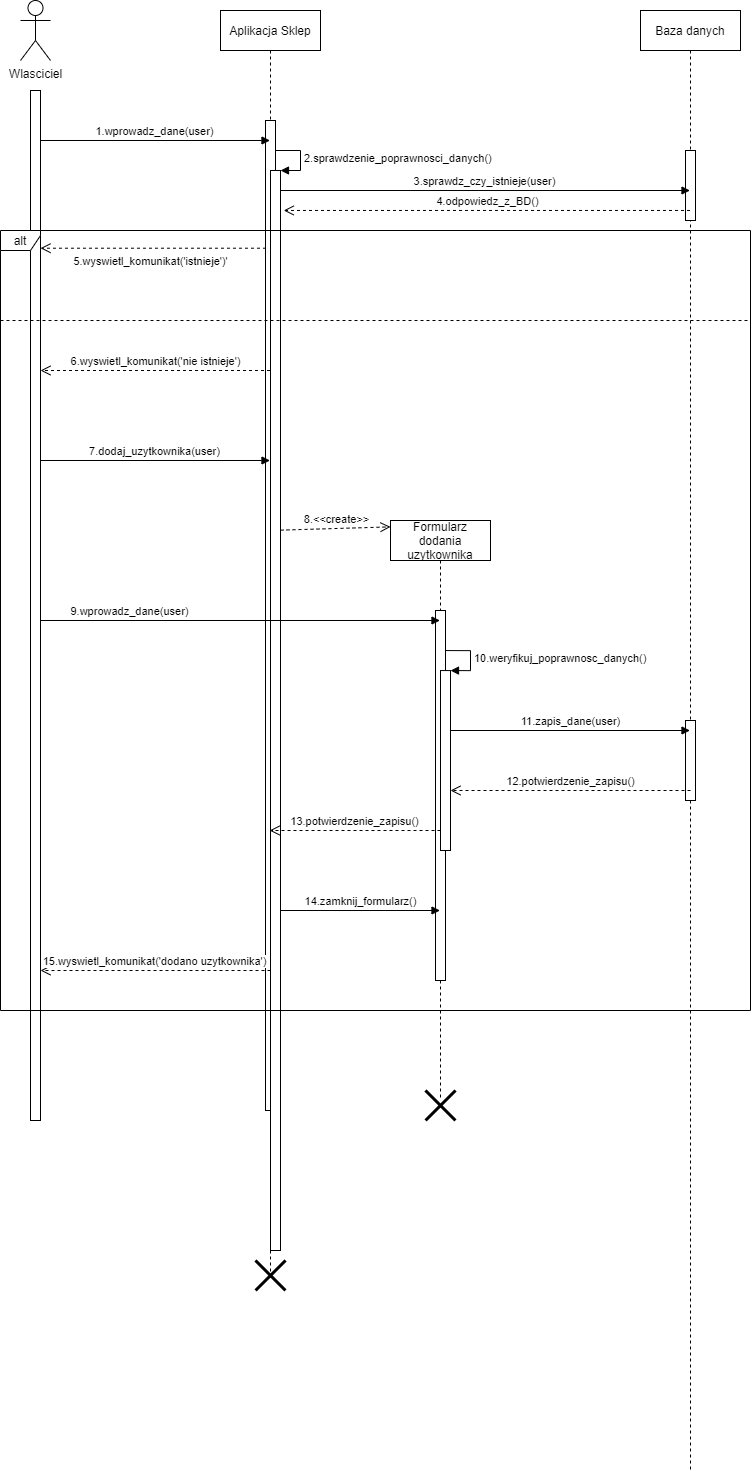 Aplikacja Sklep
Baza danych
Wlasciciel
1.wprowadz_dane(user)
2.sprawdzenie_poprawnosci_danych()
3.sprawdz_czy_istnieje(user)
4.odpowiedz_z_BD()
alt
5.wyswietl_komunikat('istnieje')'
6.wyswietl_komunikat('nie istnieje')
7.dodaj_uzytkownika(user)
8.<<create>>
Formularz
dodania
uzytkownika
9.wprowadz_dane(user)
10.weryfikuj_poprawnosc_danych()
11.zapis_dane(user)
12.potwierdzenie_zapisu()
13.potwierdzenie_zapisu()
14.zamknij_formularz()
15.wyswietl_komunikat('dodano uzytkownika')